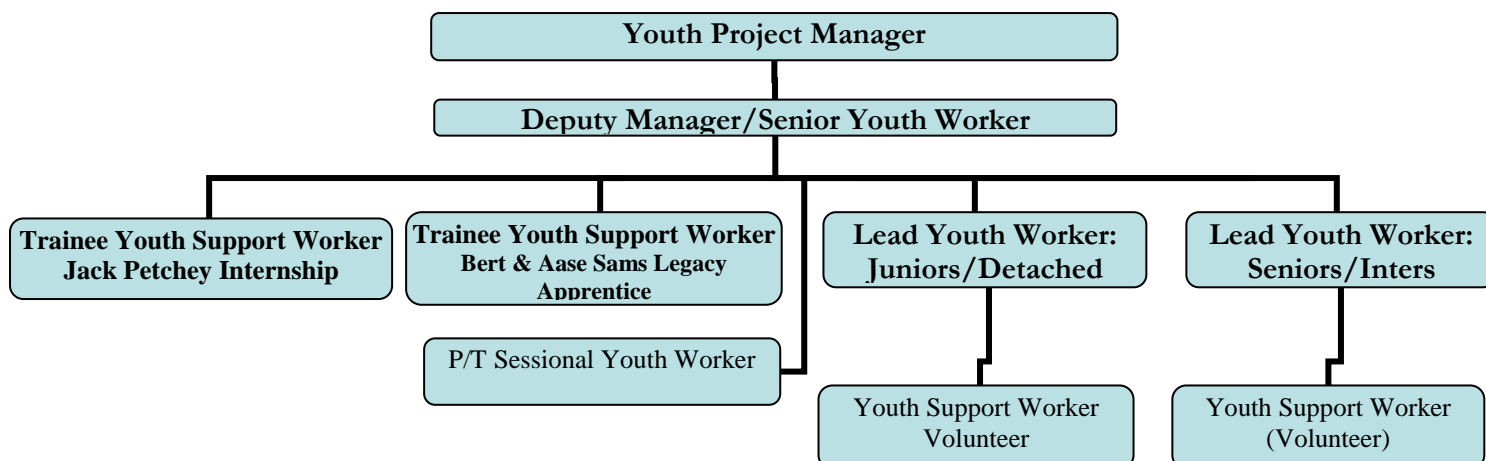 Youth Project Manager
Deputy Manager/Senior Youth Worker
Trainee Youth Support Worker
Jack Petchey Internship
Trainee Youth Support Worker
Bert & Aase Sams Legacy
Apprentice
Lead Youth Worker:
Juniors/Detached
Lead Youth Worker:
Seniors/Inters
P/T Sessional Youth Worker
Youth Support Worker
Volunteer
Youth Support Worker
(Volunteer)